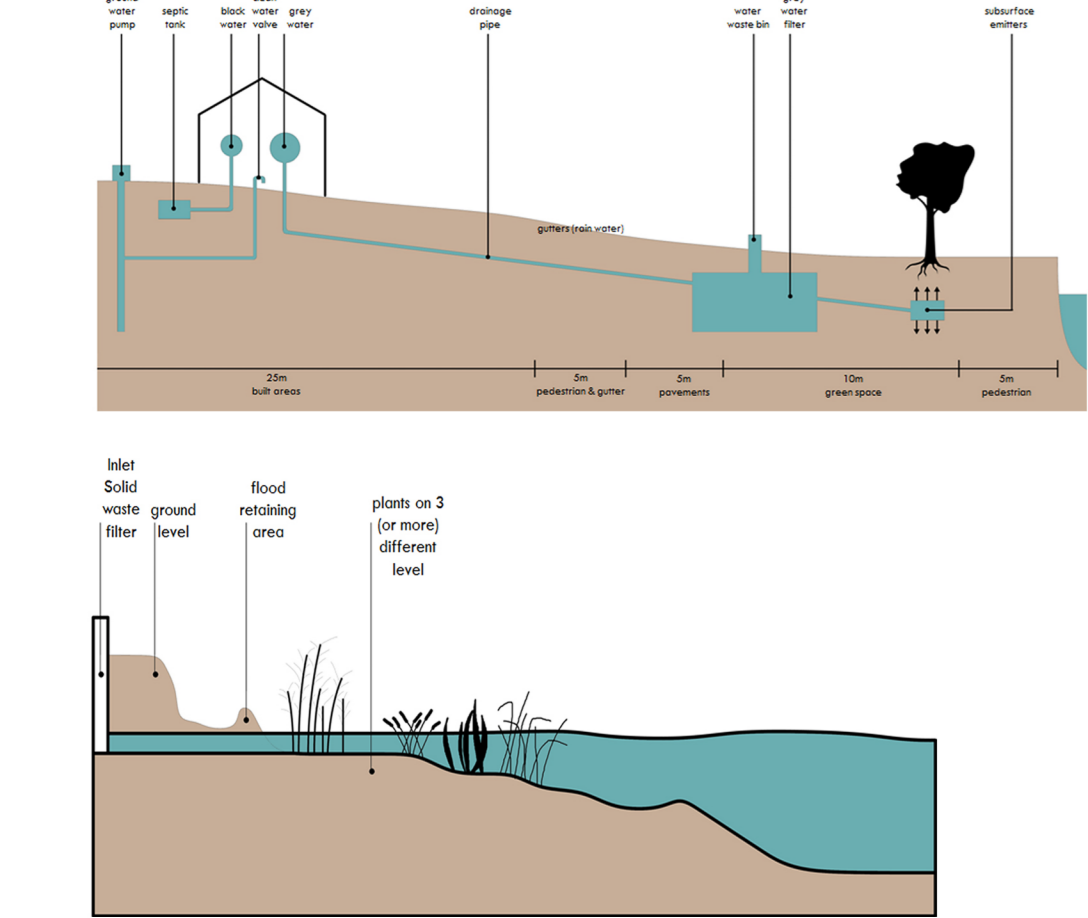 water
pump
septic
tank
black
water
water
valve
grey
water
drainage
pipe
water
waste bin
water
filter
subsurface
emitters
gutters (rain water)
25m
built areas
5m
pedestrian & gutter
5m
pavements
10m
green space
5m
pedestrian
Inlet
Solid
waste
filter
ground
level
flood
retaining
area
plants on 3
(or more)
different
level